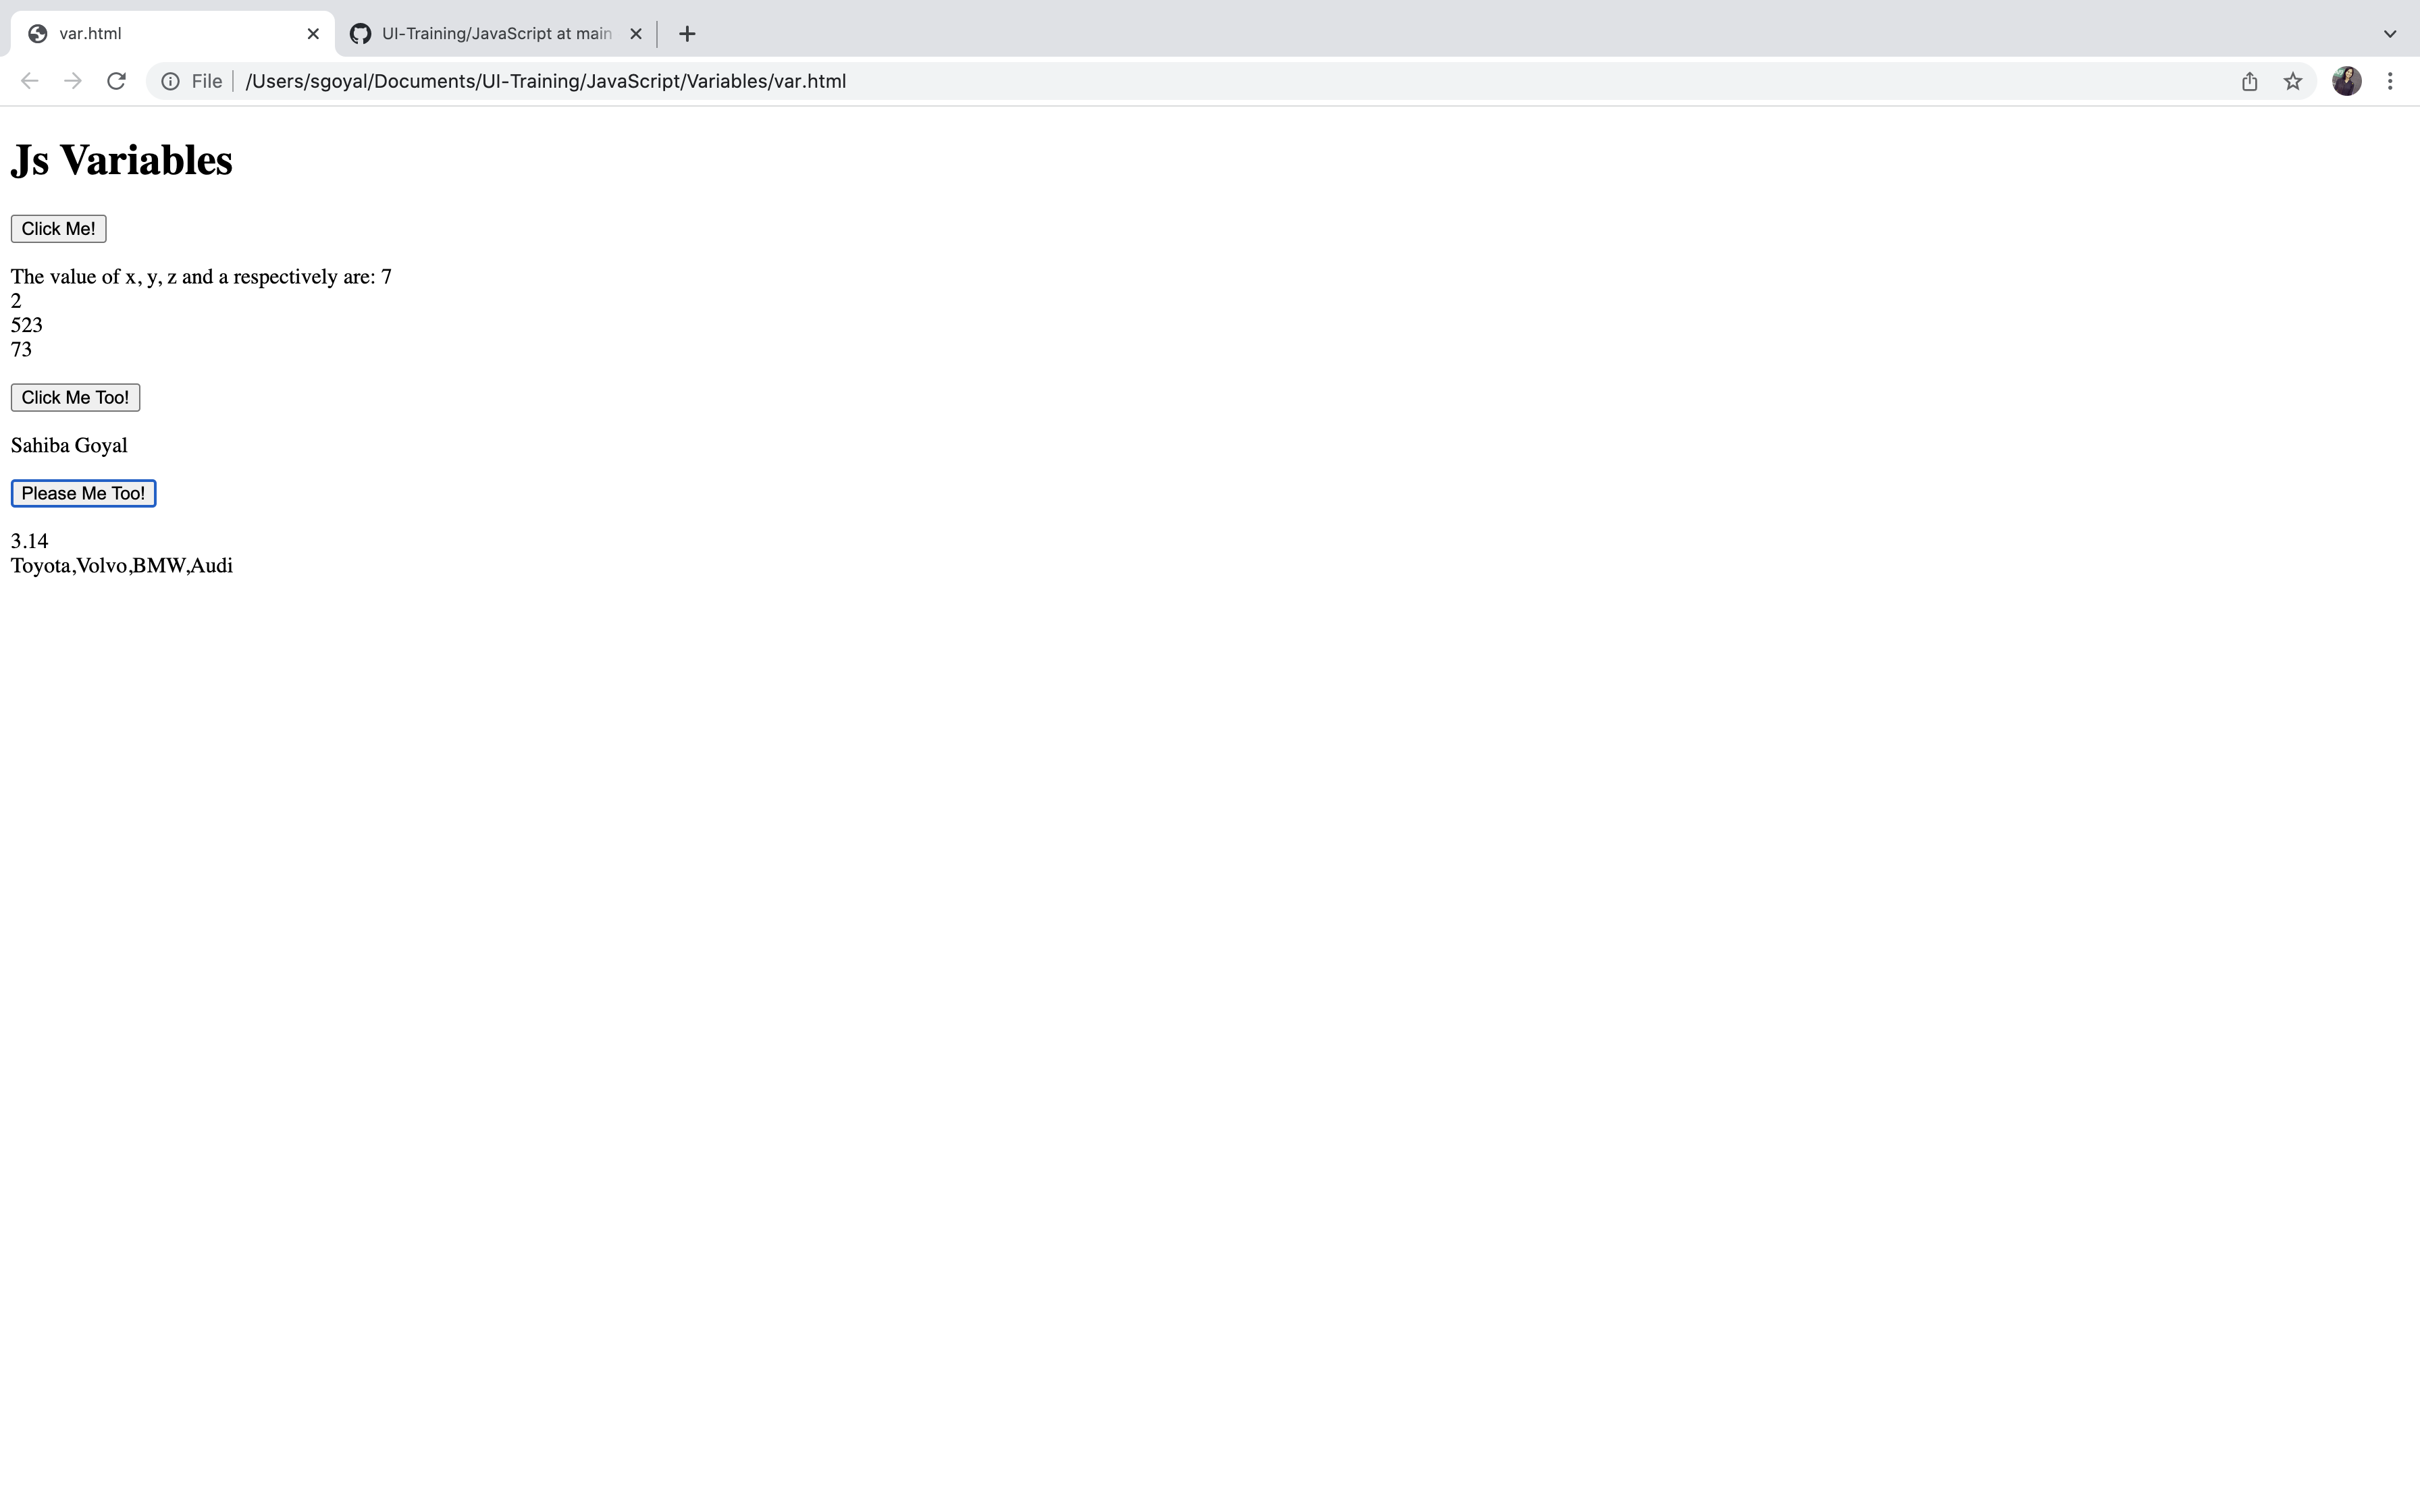 var.html
UI-Training/JavaScript at main
File
/Users/sgoyal/Documents/UI-Training/JavaScript/Variables/var.html
Js Variables
Click Me!
The value of x, y, z and a respectively are: 7
2
523
73
Click Me Too!
Sahiba Goyal
Please Me Too!
3.14
Toyota,Volvo,BMW,Audi